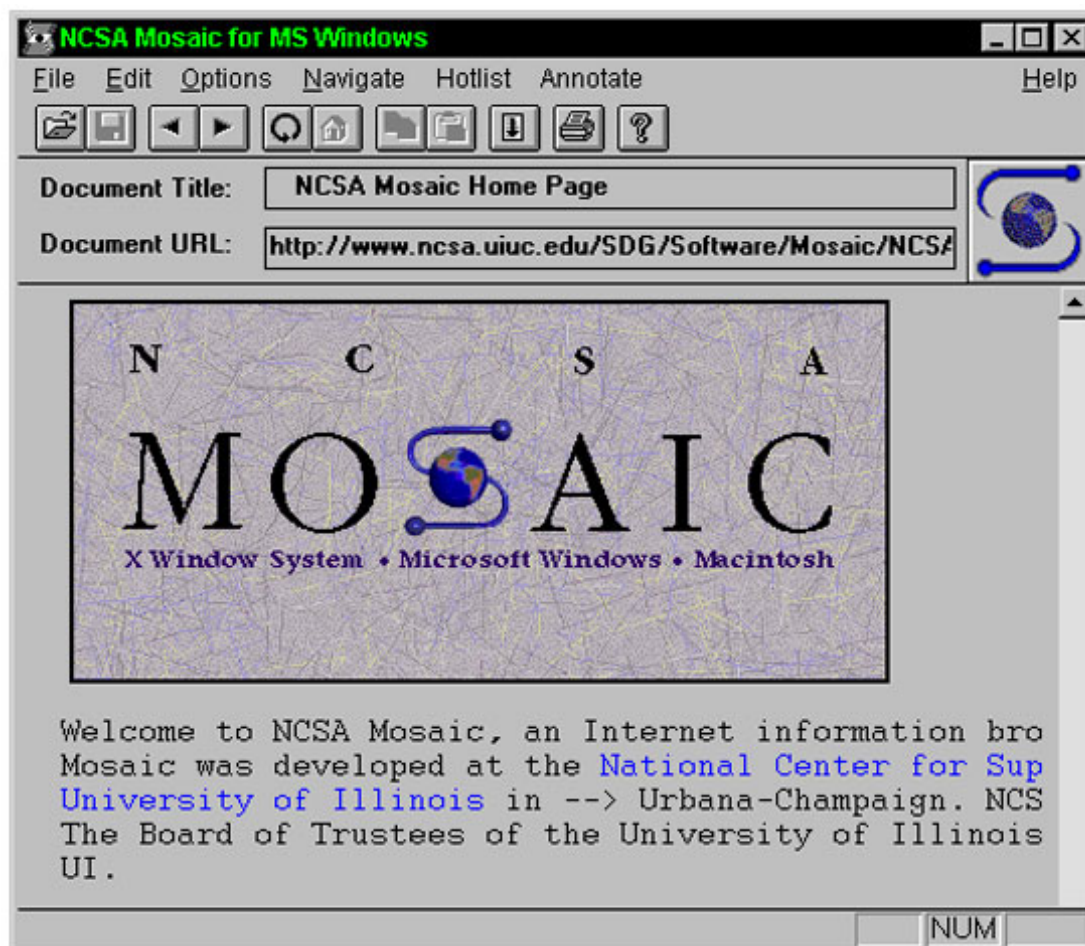 NCSA Mosaic for MS Windows
File Edit Options Navigate Hotlist Annotate Help
Document Title: NCSA Mosaic Home Page
Document URL: http://www.ncsa.uiuc.edu/SDG/Software/Mosaic/NCSA
N C S A
MOSAIC
X Window System • Microsoft Windows • Macintosh
Welcome to NCSA Mosaic, an Internet information bro
Mosaic was developed at the National Center for Sup
University of Illinois in --> Urbana-Champaign. NCS
The Board of Trustees of the University of Illinois
UI.
NUM